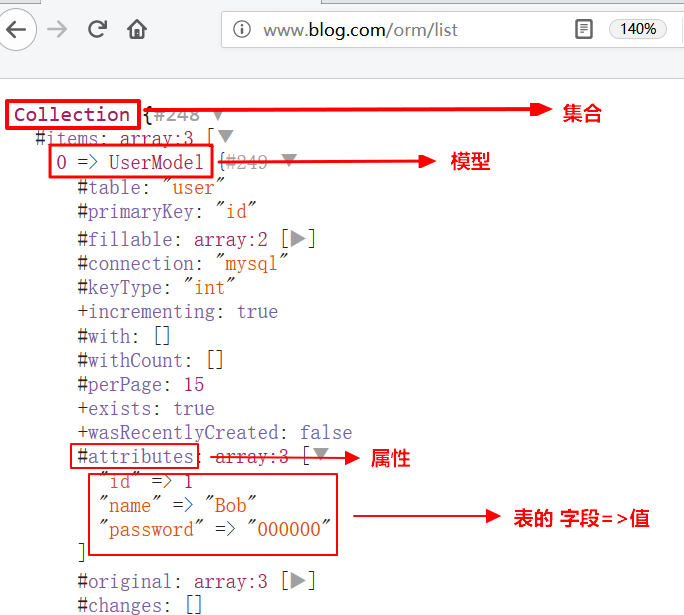 www.blog.com/orm/list 140%
Collection {#248 ▼ 集合
#items: array:3 [▼
0 => UserModel {#249 ▼ 模型
#table: "user"
#primaryKey: "id"
#fillable: array:2 [▶]
#connection: "mysql"
#keyType: "int"
+incrementing: true
#with: []
#withCount: []
#perPage: 15
+exists: true
+wasRecentlyCreated: false
#attributes: array:3 [▼ 属性
"id" => 1
"name" => "Bob" 表的 字段=>值
"password" => "000000"
]
#original: array:3 [▶]
#changes: []